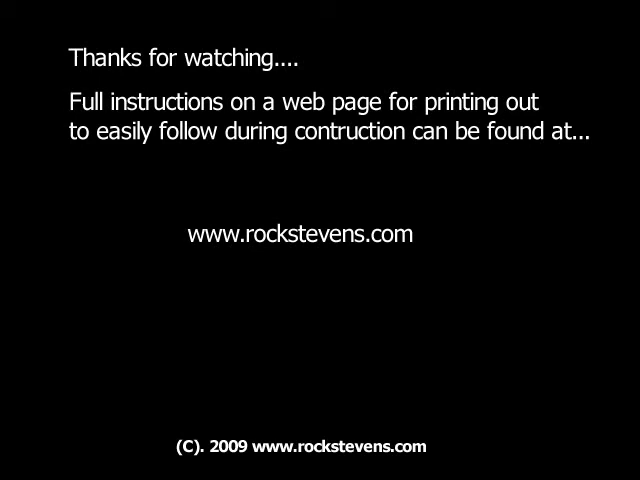 Thanks for watching....
Full instructions on a web page for printing out
to easily follow during contruction can be found at...
www.rockstevens.com
(C). 2009 www.rockstevens.com